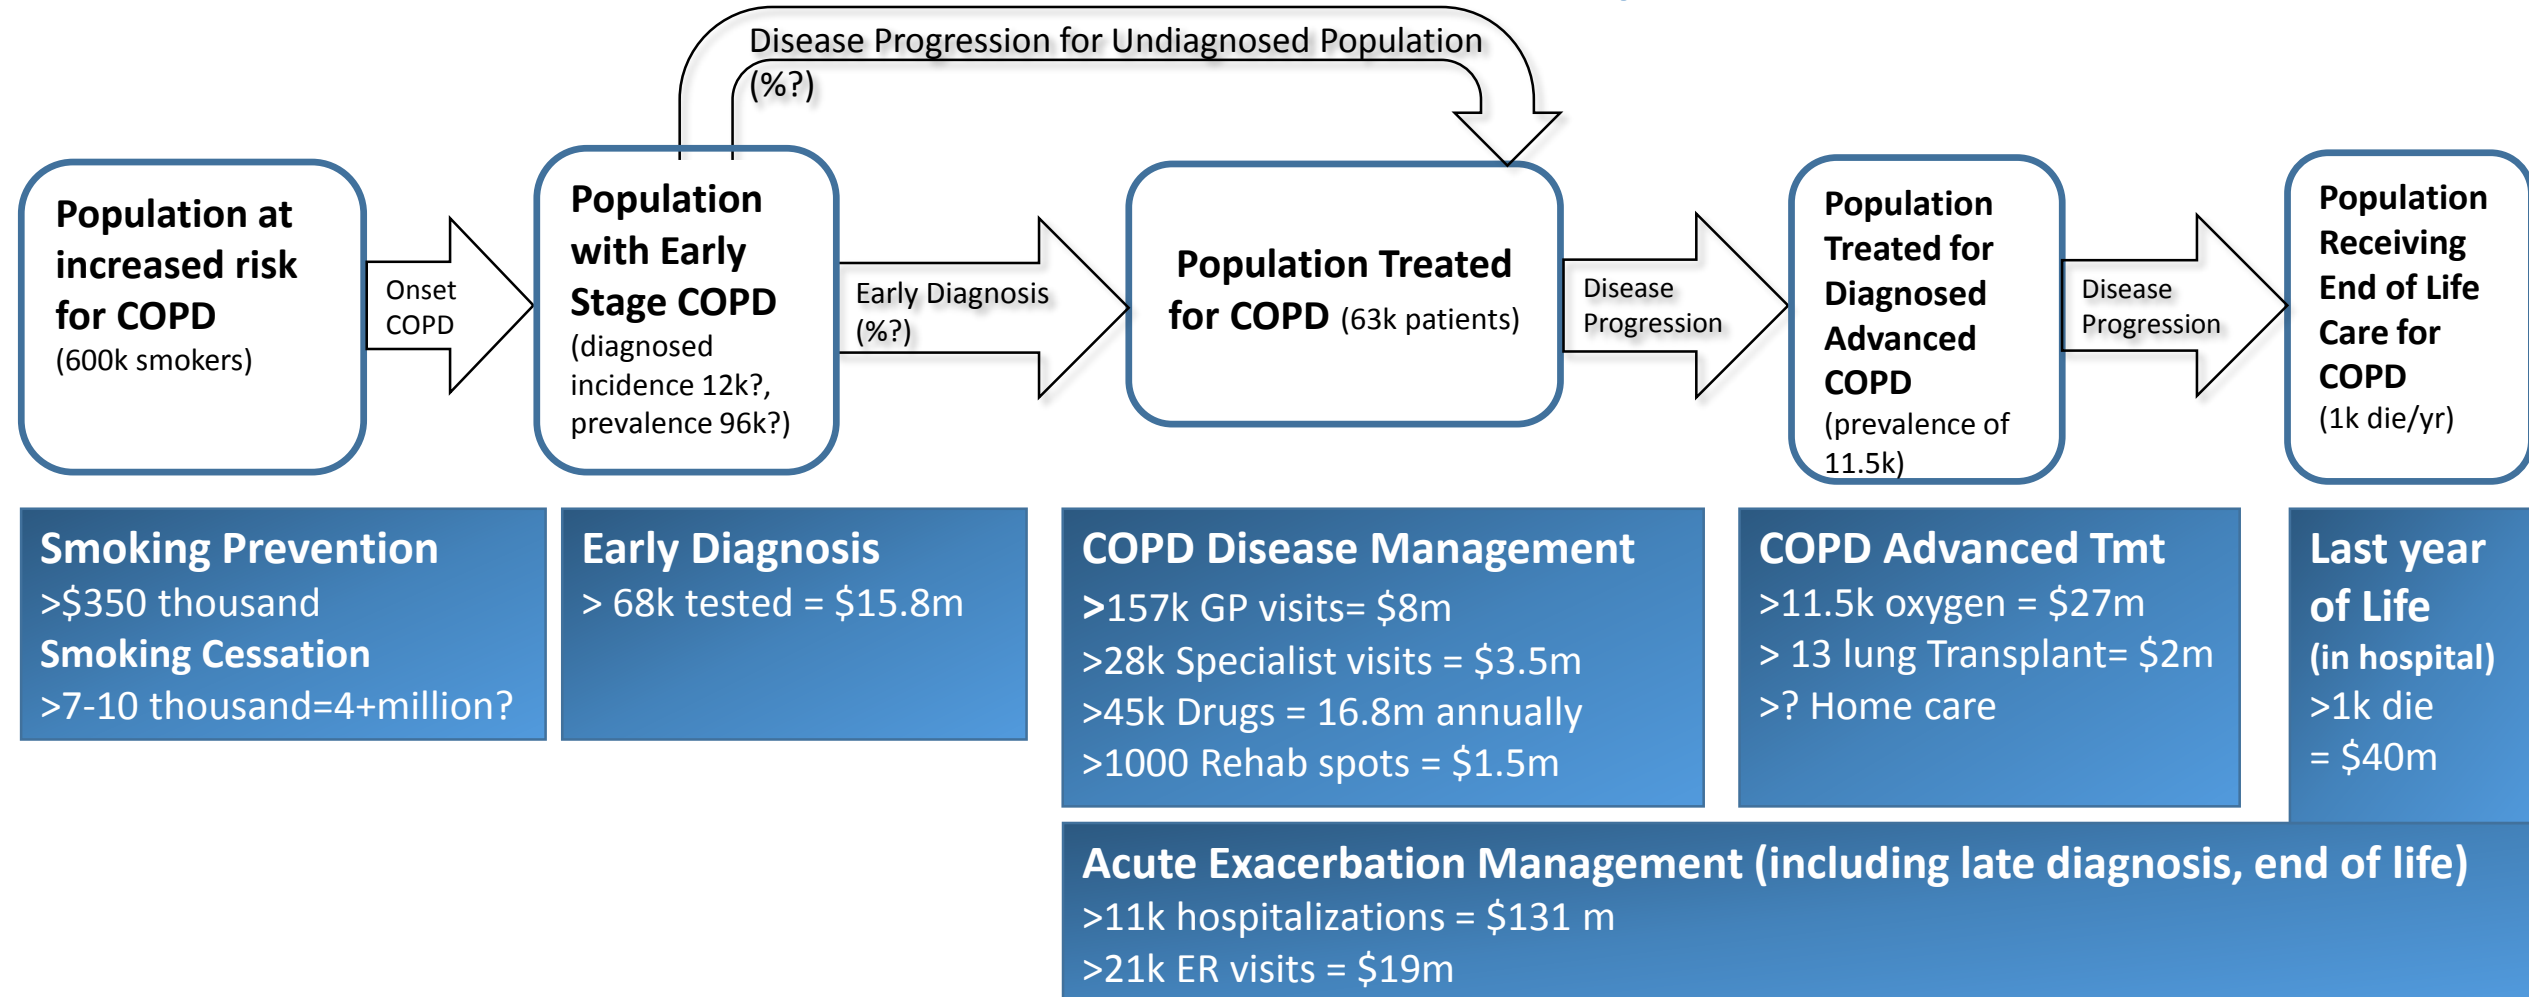 Disease Progression for Undiagnosed Population
(%?)
Population at
increased risk
for COPD
(600k smokers)
Onset
COPD
Population
with Early
Stage COPD
(diagnosed
incidence 12k?,
prevalence 96k?)
Early Diagnosis
(%?)
Population Treated
for COPD (63k patients)
Disease
Progression
Population
Treated for
Diagnosed
Advanced
COPD
(prevalence of
11.5k)
Disease
Progression
Population
Receiving
End of Life
Care for
COPD
(1k die/yr)
Smoking Prevention
>$350 thousand
Smoking Cessation
>7-10 thousand=4+million?
Early Diagnosis
> 68k tested = $15.8m
COPD Disease Management
>157k GP visits= $8m
>28k Specialist visits = $3.5m
>45k Drugs = 16.8m annually
>1000 Rehab spots = $1.5m
COPD Advanced Tmt
>11.5k oxygen = $27m
> 13 lung Transplant= $2m
>? Home care
Last year
of Life
(in hospital)
>1k die
= $40m
Acute Exacerbation Management (including late diagnosis, end of life)
>11k hospitalizations = $131 m
>21k ER visits = $19m